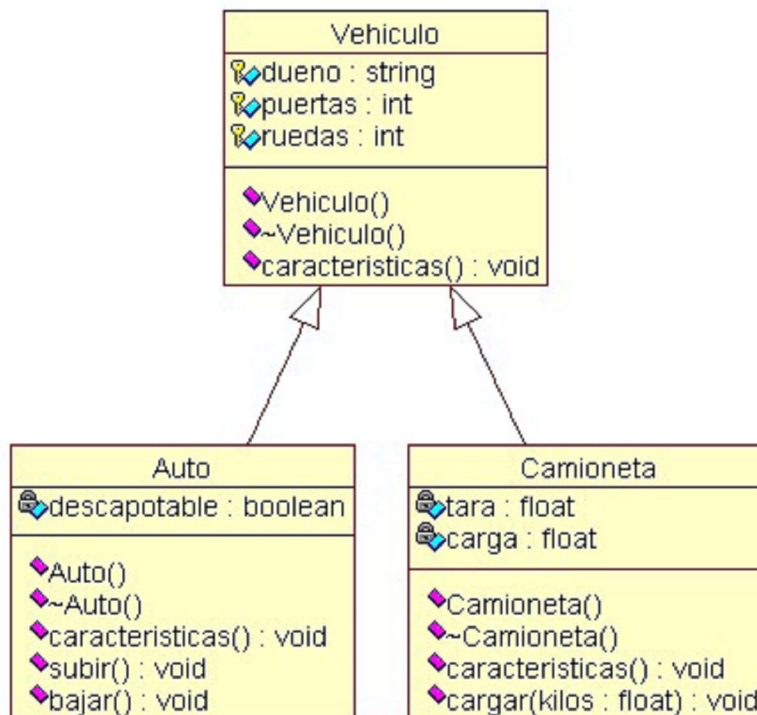 Vehiculo
dueno : string
puertas : int
ruedas : int
Vehiculo()
~Vehiculo()
caracteristicas() : void
Auto
descapotable : boolean
Auto()
~Auto()
caracteristicas() : void
subir() : void
bajar() : void
Camioneta
tara : float
carga : float
Camioneta()
~Camioneta()
caracteristicas() : void
cargar(kilos : float) : void